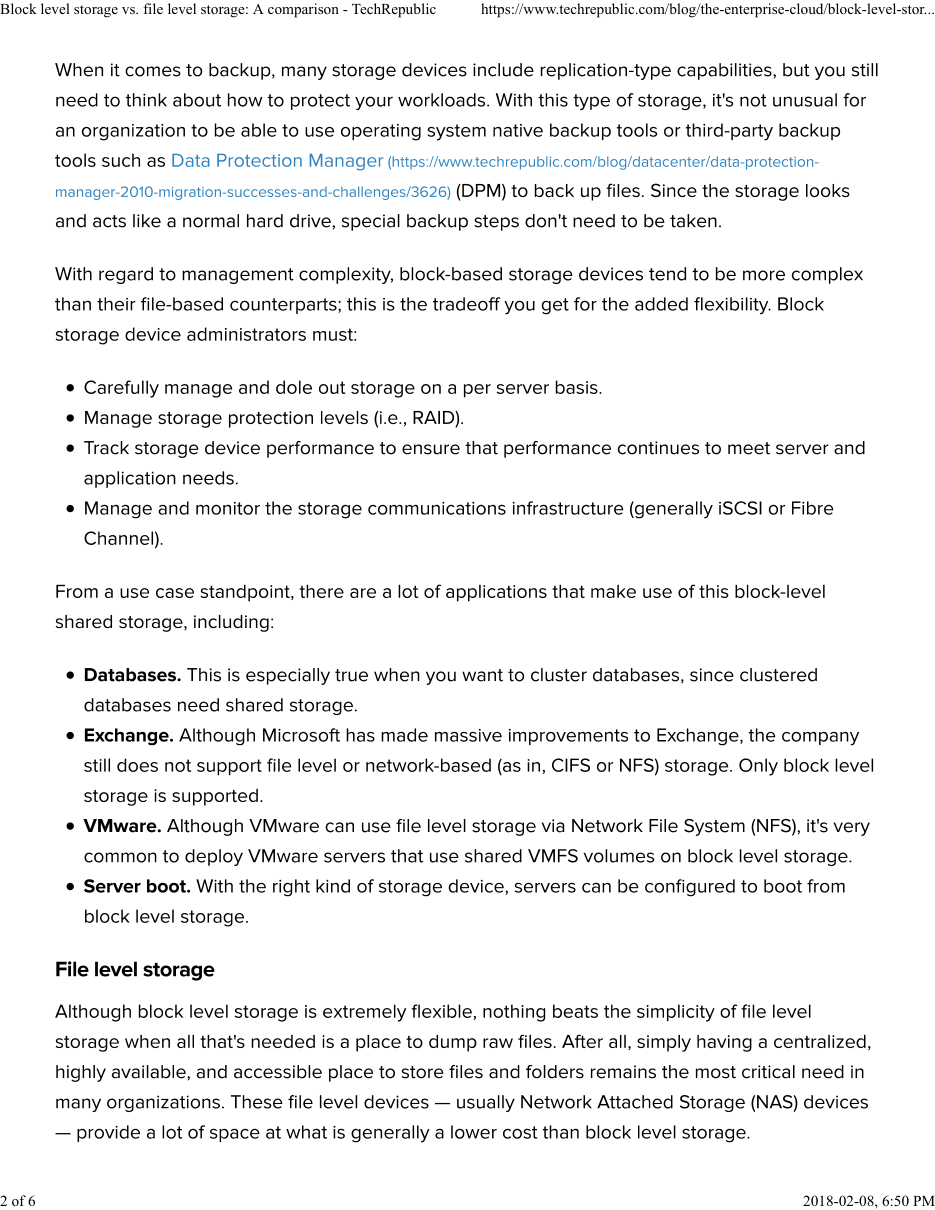 Block level storage vs. file level storage: A comparison - TechRepublic
https://www.techrepublic.com/blog/the-enterprise-cloud/block-level-stor...
When it comes to backup, many storage devices include replication-type capabilities, but you still
need to think about how to protect your workloads. With this type of storage, it's not unusual for
an organization to be able to use operating system native backup tools or third-party backup
tools such as Data Protection Manager (https://www.techrepublic.com/blog/datacenter/data-protection-
manager-2010-migration-successes-and-challenges/3626) (DPM) to back up files. Since the storage looks
and acts like a normal hard drive, special backup steps don't need to be taken.
With regard to management complexity, block-based storage devices tend to be more complex
than their file-based counterparts; this is the tradeoff you get for the added flexibility. Block
storage device administrators must:
● Carefully manage and dole out storage on a per server basis.
● Manage storage protection levels (i.e., RAID).
● Track storage device performance to ensure that performance continues to meet server and
application needs.
● Manage and monitor the storage communications infrastructure (generally iSCSI or Fibre
Channel).
From a use case standpoint, there are a lot of applications that make use of this block-level
shared storage, including:
● Databases. This is especially true when you want to cluster databases, since clustered
databases need shared storage.
● Exchange. Although Microsoft has made massive improvements to Exchange, the company
still does not support file level or network-based (as in, CIFS or NFS) storage. Only block level
storage is supported.
● VMware. Although VMware can use file level storage via Network File System (NFS), it's very
common to deploy VMware servers that use shared VMFS volumes on block level storage.
● Server boot. With the right kind of storage device, servers can be configured to boot from
block level storage.
File level storage
Although block level storage is extremely flexible, nothing beats the simplicity of file level
storage when all that's needed is a place to dump raw files. After all, simply having a centralized,
highly available, and accessible place to store files and folders remains the most critical need in
many organizations. These file level devices — usually Network Attached Storage (NAS) devices
— provide a lot of space at what is generally a lower cost than block level storage.
2 of 6
2018-02-08, 6:50 PM